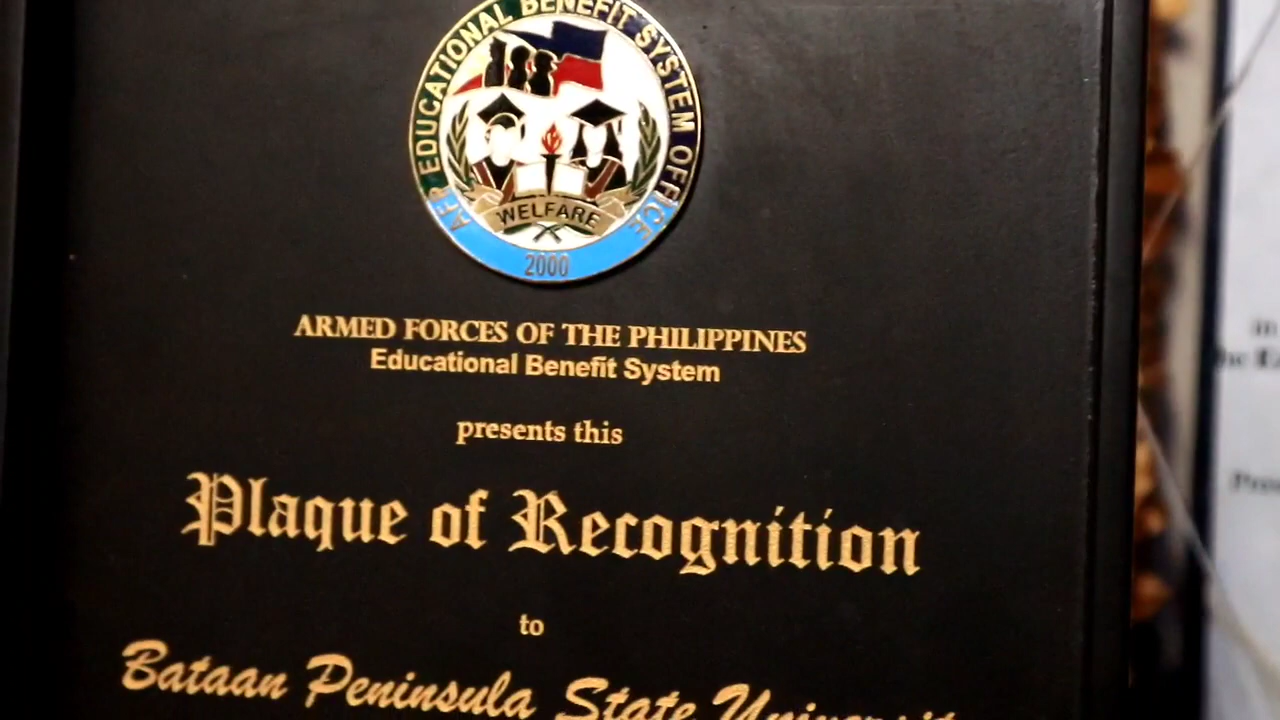 AFP EDUCATIONAL BENEFIT SYSTEM OFFICE
WELFARE
2000
ARMED FORCES OF THE PHILIPPINES
Educational Benefit System
presents this
Plaque of Recognition
to
Bataan Peninsula State